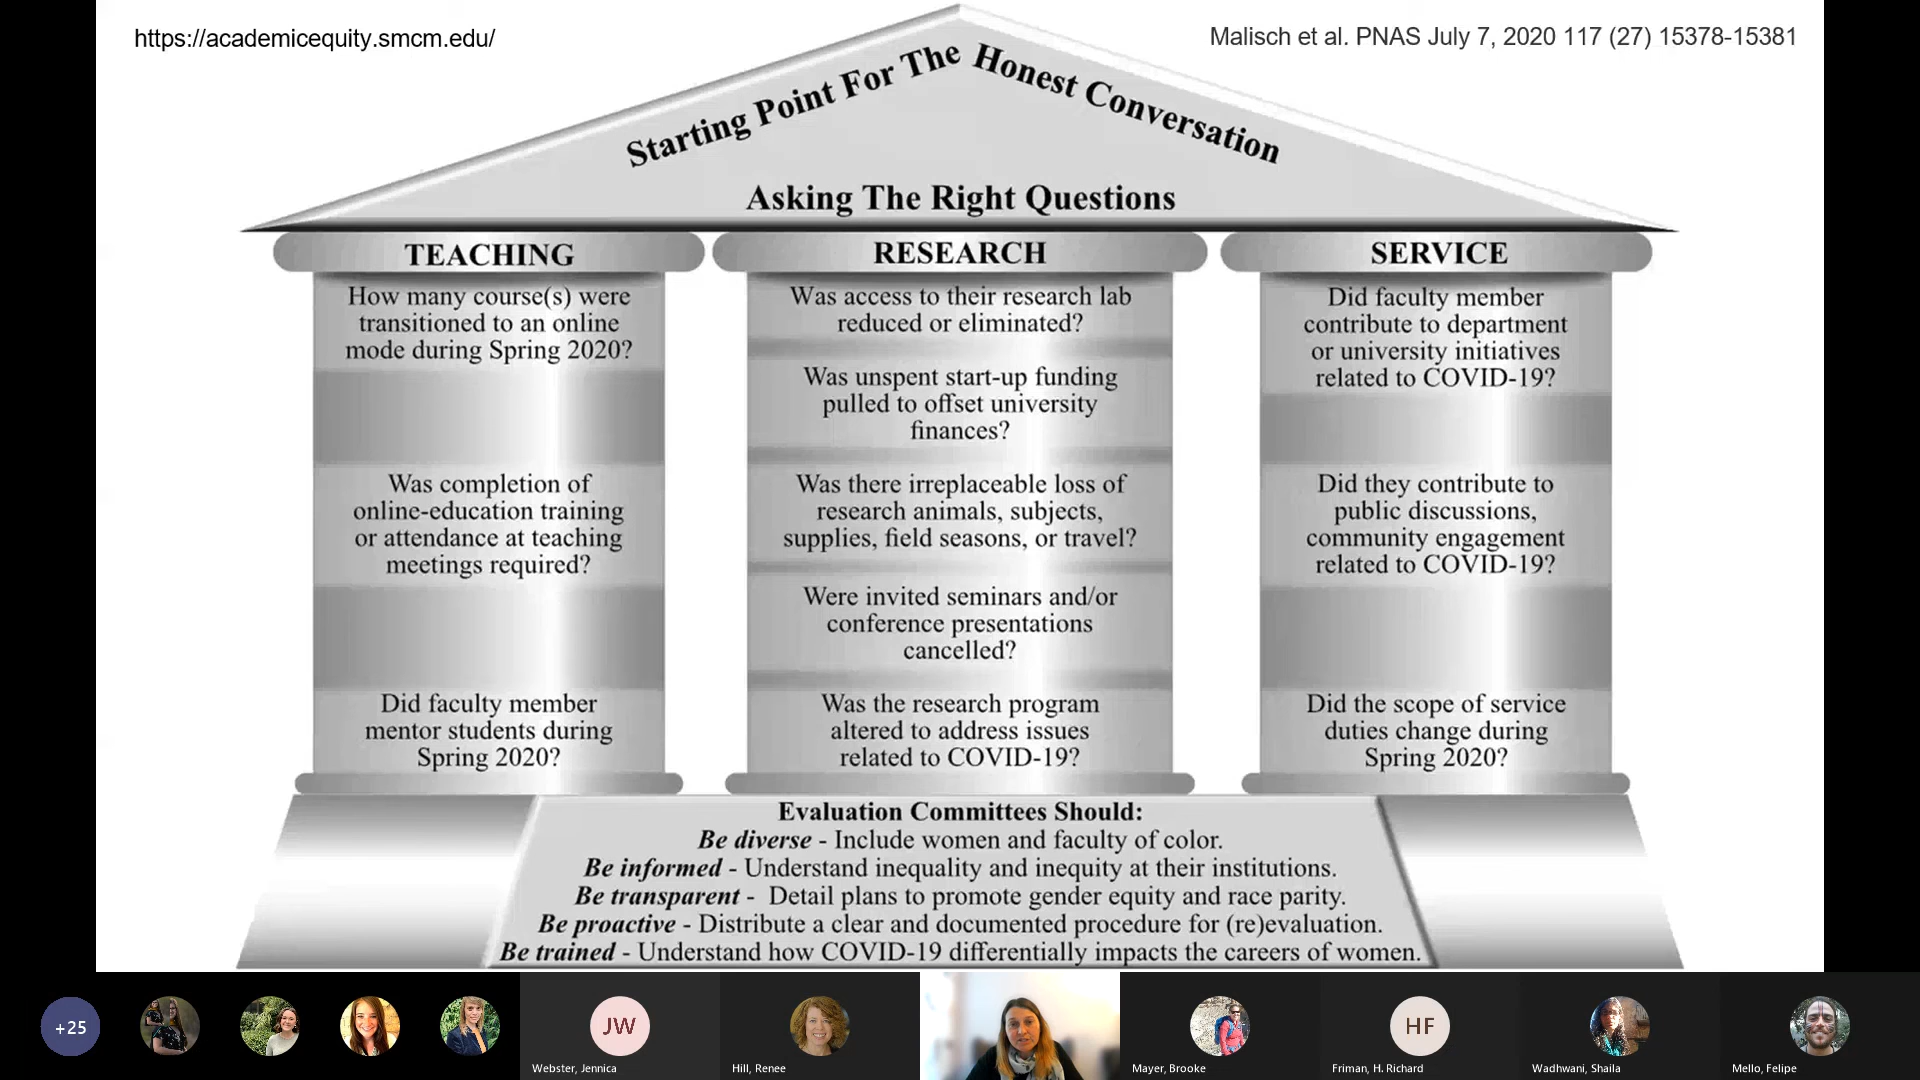 https://academicequity.smcm.edu/
Malisch et al. PNAS July 7, 2020 117 (27) 15378-15381
Starting Point For The Honest Conversation
Asking The Right Questions
TEACHING
How many course(s) were
transitioned to an online
mode during Spring 2020?
Was completion of
online-education training
or attendance at teaching
meetings required?
Did faculty member
mentor students during
Spring 2020?
RESEARCH
Was access to their research lab
reduced or eliminated?
Was unspent start-up funding
pulled to offset university
finances?
Was there irreplaceable loss of
research animals, subjects,
supplies, field seasons, or travel?
Were invited seminars and/or
conference presentations
cancelled?
Was the research program
altered to address issues
related to COVID-19?
SERVICE
Did faculty member
contribute to department
or university initiatives
related to COVID-19?
Did they contribute to
public discussions,
community engagement
related to COVID-19?
Did the scope of service
duties change during
Spring 2020?
Evaluation Committees Should:
Be diverse - Include women and faculty of color.
Be informed - Understand inequality and inequity at their institutions.
Be transparent - Detail plans to promote gender equity and race parity.
Be proactive - Distribute a clear and documented procedure for (re)evaluation.
Be trained - Understand how COVID-19 differentially impacts the careers of women.
+25
JW
Webster, Jennica
Hill, Renee
Mayer, Brooke
HF
Friman, H. Richard
Wadhwani, Shaila
Mello, Felipe